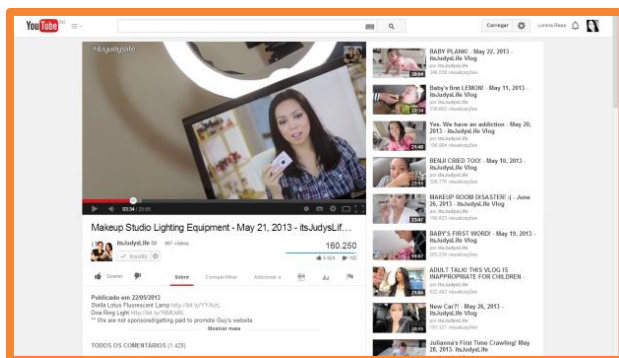 YouTube
Carregar
Lorena Rosa
#itsjudyslife
03:34
Makeup Studio Lighting Equipment - May 21, 2013 - itsJudysLif...
ItsJudysLife
Inscrito
160.250
Gostei
Sobre
Compartilhar
Adicionar a
Publicado em 22/05/2013
Stella Lotus Fluorescent Lamp
Diva Ring Light
** We are not sponsored/getting paid to promote Guy's website.
Mostrar mais
TODOS OS COMENTÁRIOS (1.428)
BABY PLANK! - May 22, 2013 -
itsJudysLife Vlog
por itsJudysLife
Baby's first LEMON! - May 11, 2013 -
itsJudysLife Vlog
por itsJudysLife
Yes. We have an addiction - May 20,
2013 - ItsJudysLife Vlog
por itsJudysLife
BENJI CRIED TOO! - May 10, 2013 -
itsJudysLife Vlog
por itsJudysLife
MAKEUP ROOM DISASTER! :( - June
26, 2013 - itsJudysLife Vlog
por itsJudysLife
BABY'S FIRST WORD! - May 19, 2013 -
itsJudysLife Vlog
por itsJudysLife
ADULT TALK! THIS VLOG IS
INAPPROPRIATE FOR CHILDREN -
por itsJudysLife
New Car?! - May 26, 2013 -
itsJudysLife Vlog
por itsJudysLife
Julianna's First Time Crawling! May
28, 2013- itsJudysLife